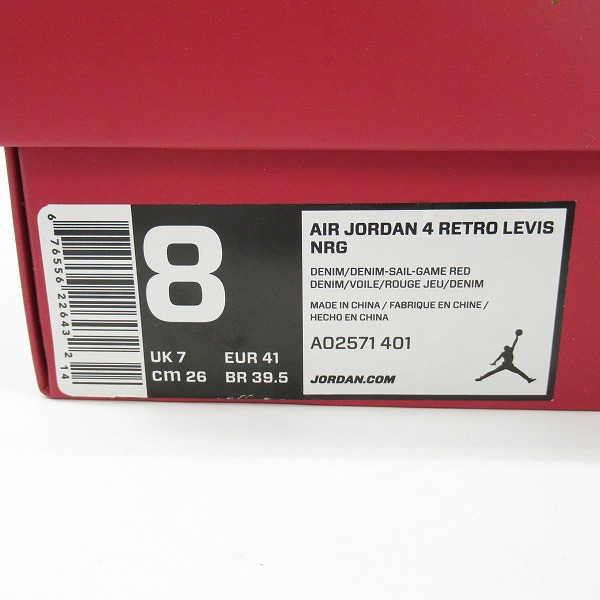 6 76556 22643 2 14
8
UK 7 EUR 41
cm 26 BR 39.5
AIR JORDAN 4 RETRO LEVIS
NRG
DENIM/DENIM-SAIL-GAME RED
DENIM/VOILE/ROUGE JEU/DENIM
MADE IN CHINA / FABRIQUE EN CHINE /
HECHO EN CHINA
AO2571 401
JORDAN.COM